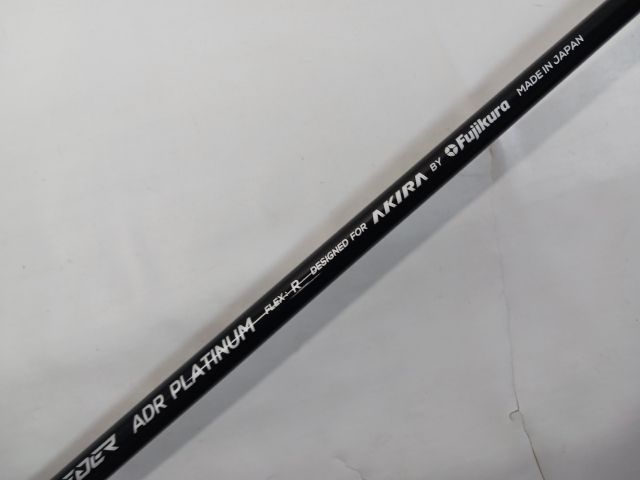 ADR PLATINUM FLEX: R DESIGNED FOR AKIRA BY Fujikura MADE IN JAPAN